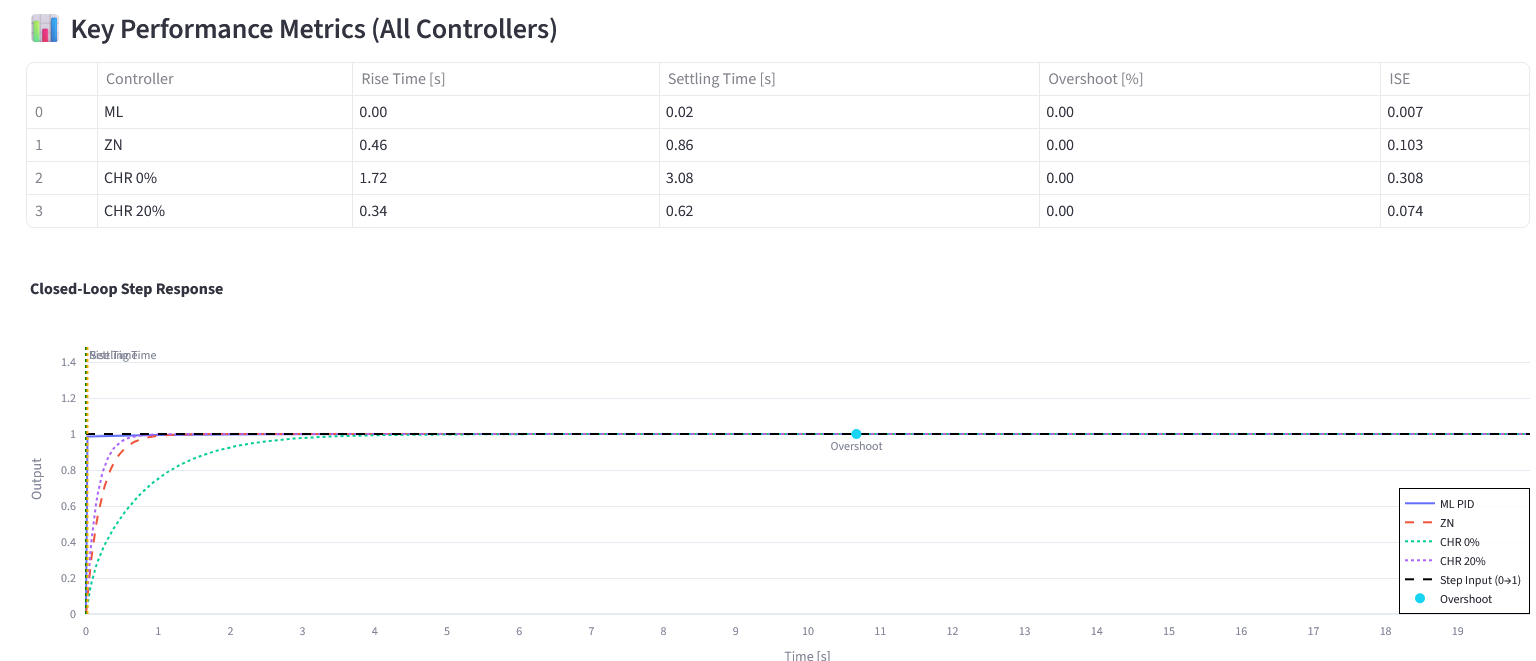 Key Performance Metrics (All Controllers)
Controller Rise Time [s] Settling Time [s] Overshoot [%] ISE
0 ML 0.00 0.02 0.00 0.007
1 ZN 0.46 0.86 0.00 0.103
2 CHR 0% 1.72 3.08 0.00 0.308
3 CHR 20% 0.34 0.62 0.00 0.074
Closed-Loop Step Response
Rise Time
Settling Time
1.4
1.2
1
0.8
0.6
0.4
0.2
0
Output
Overshoot
ML PID
ZN
CHR 0%
CHR 20%
Step Input (0→1)
Overshoot
0 1 2 3 4 5 6 7 8 9 10 11 12 13 14 15 16 17 18 19
Time [s]